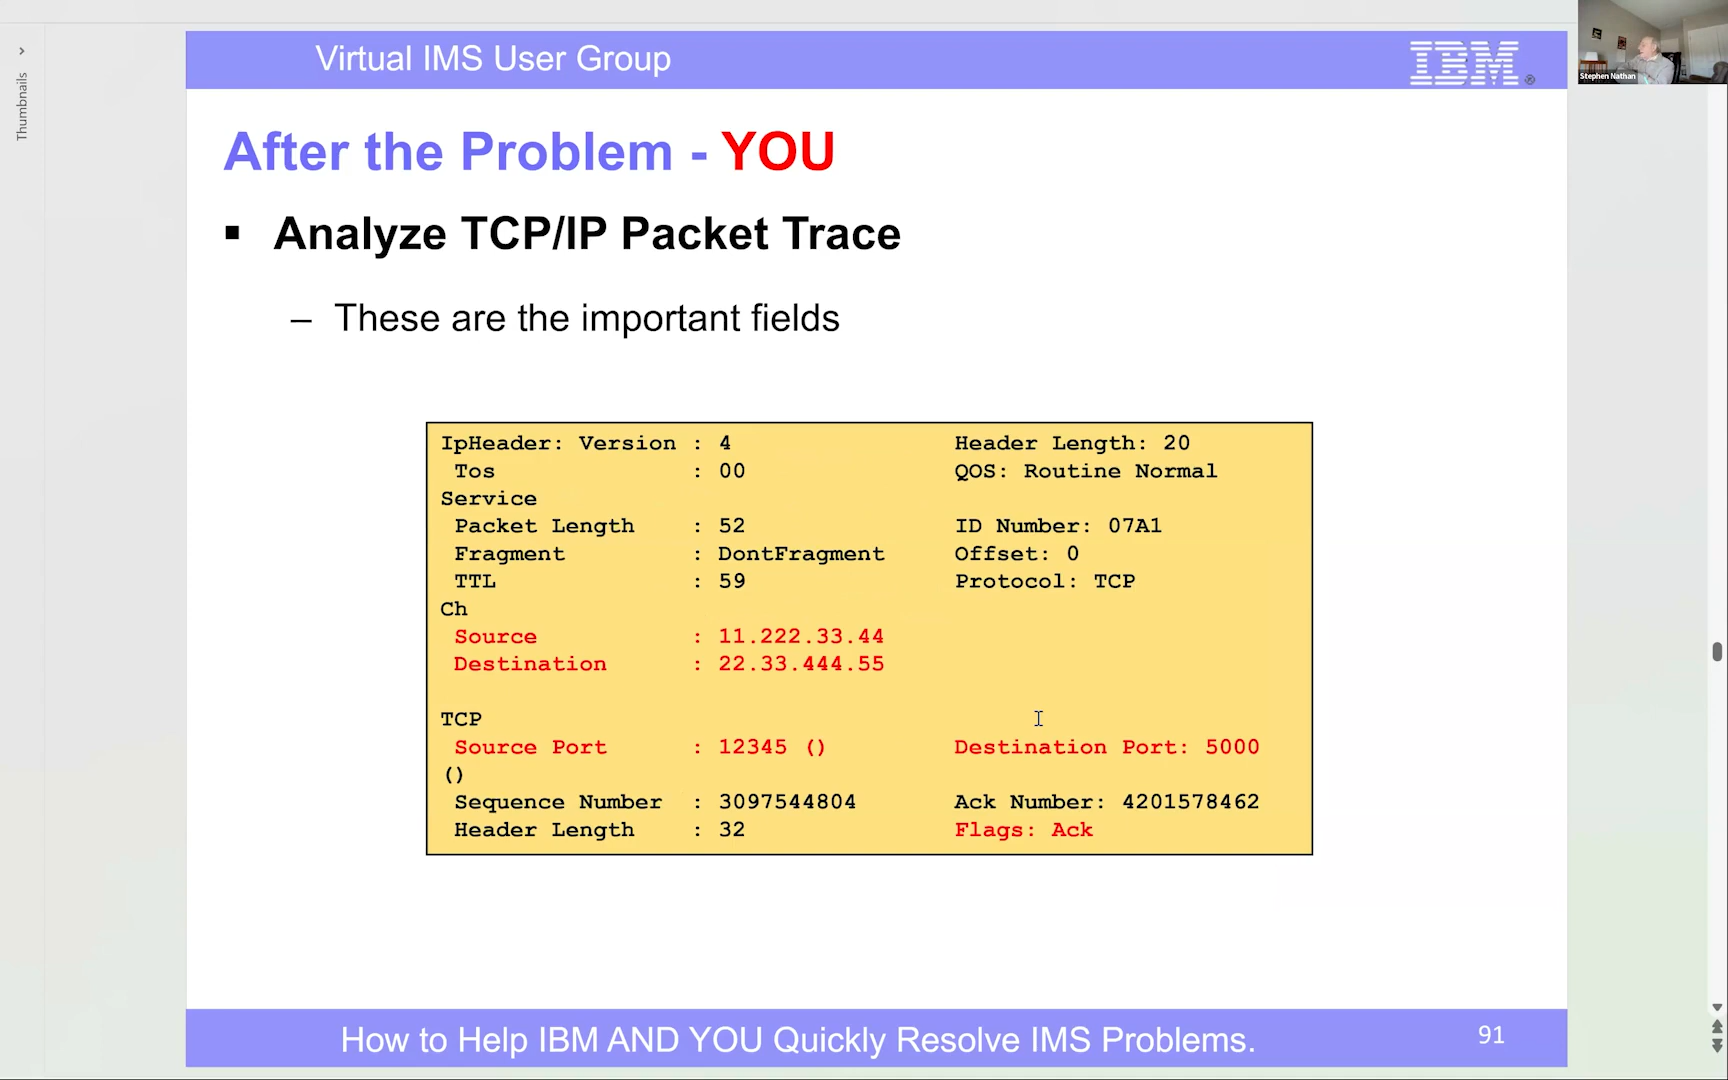 Virtual IMS User Group
IBM®
Stephen Nathan
Thumbnails
After the Problem - YOU
▪ Analyze TCP/IP Packet Trace
– These are the important fields
IpHeader: Version : 4 Header Length: 20
Tos : 00 QOS: Routine Normal
Service
Packet Length : 52 ID Number: 07A1
Fragment : DontFragment Offset: 0
TTL : 59 Protocol: TCP
Ch
Source : 11.222.33.44
Destination : 22.33.444.55
TCP
Source Port : 12345 () Destination Port: 5000
()
Sequence Number : 3097544804 Ack Number: 4201578462
Header Length : 32 Flags: Ack
How to Help IBM AND YOU Quickly Resolve IMS Problems. 91